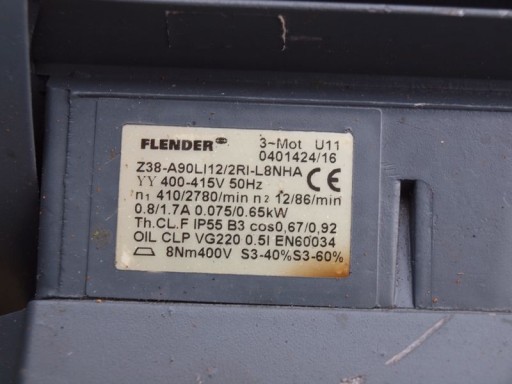 FLENDER 3~Mot U11
0401424/16
Z38-A90LI12/2RI-L8NHA CE
YY 400-415V 50Hz
n1 410/2780/min n2 12/86/min
0.8/1.7A 0.075/0.65kW
Th.CL.F IP55 B3 cos0,67/0,92
OIL CLP VG220 0.5l EN60034
8Nm400V S3-40%S3-60%